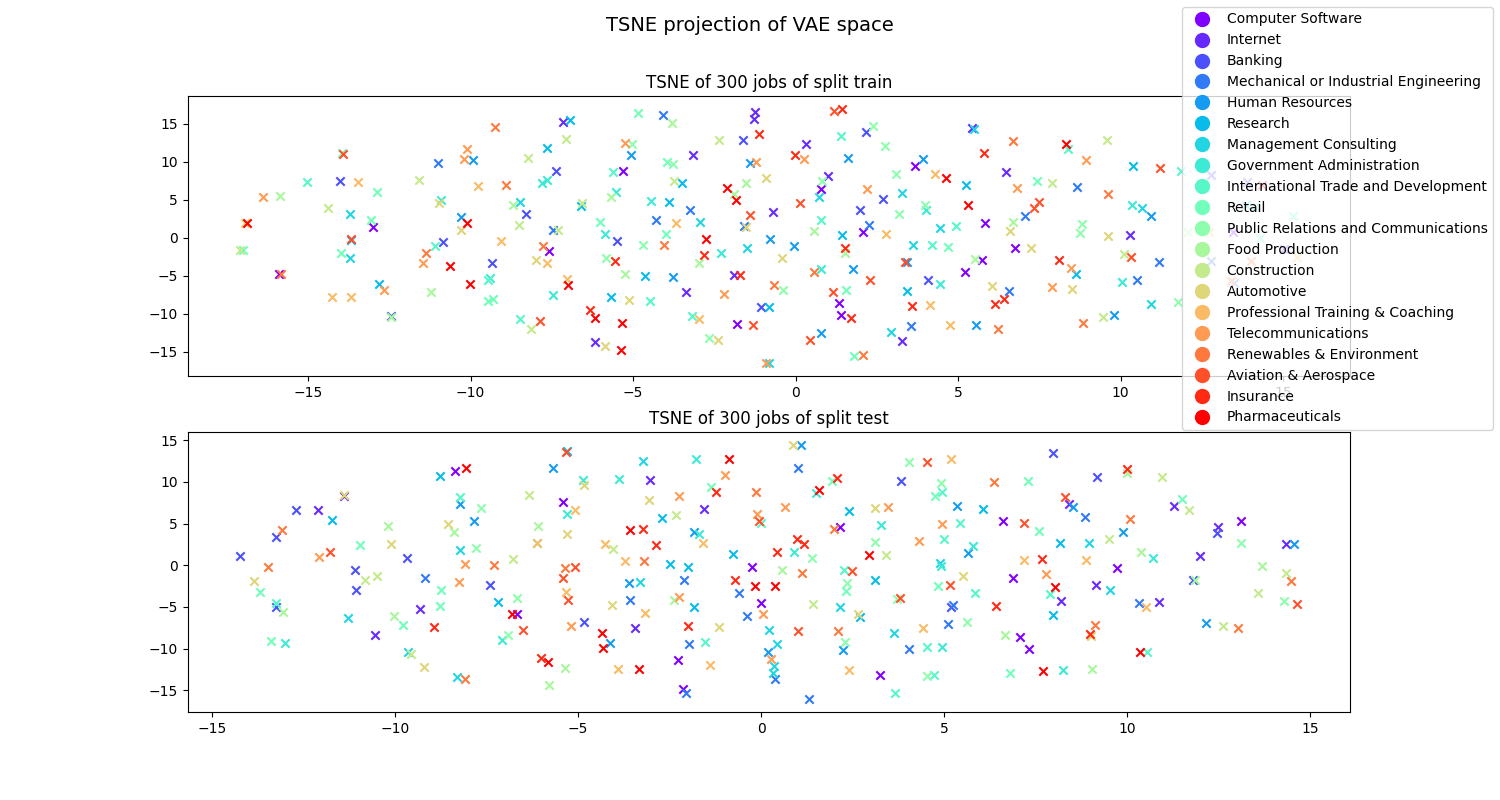 TSNE projection of VAE space
TSNE of 300 jobs of split train
15
10
5
0
−5
−10
−15
−15
−10
−5
0
5
10
15
Computer Software
Internet
Banking
Mechanical or Industrial Engineering
Human Resources
Research
Management Consulting
Government Administration
International Trade and Development
Retail
Public Relations and Communications
Food Production
Construction
Automotive
Professional Training & Coaching
Telecommunications
Renewables & Environment
Aviation & Aerospace
Insurance
Pharmaceuticals
TSNE of 300 jobs of split test
15
10
5
0
−5
−10
−15
−15
−10
−5
0
5
10
15